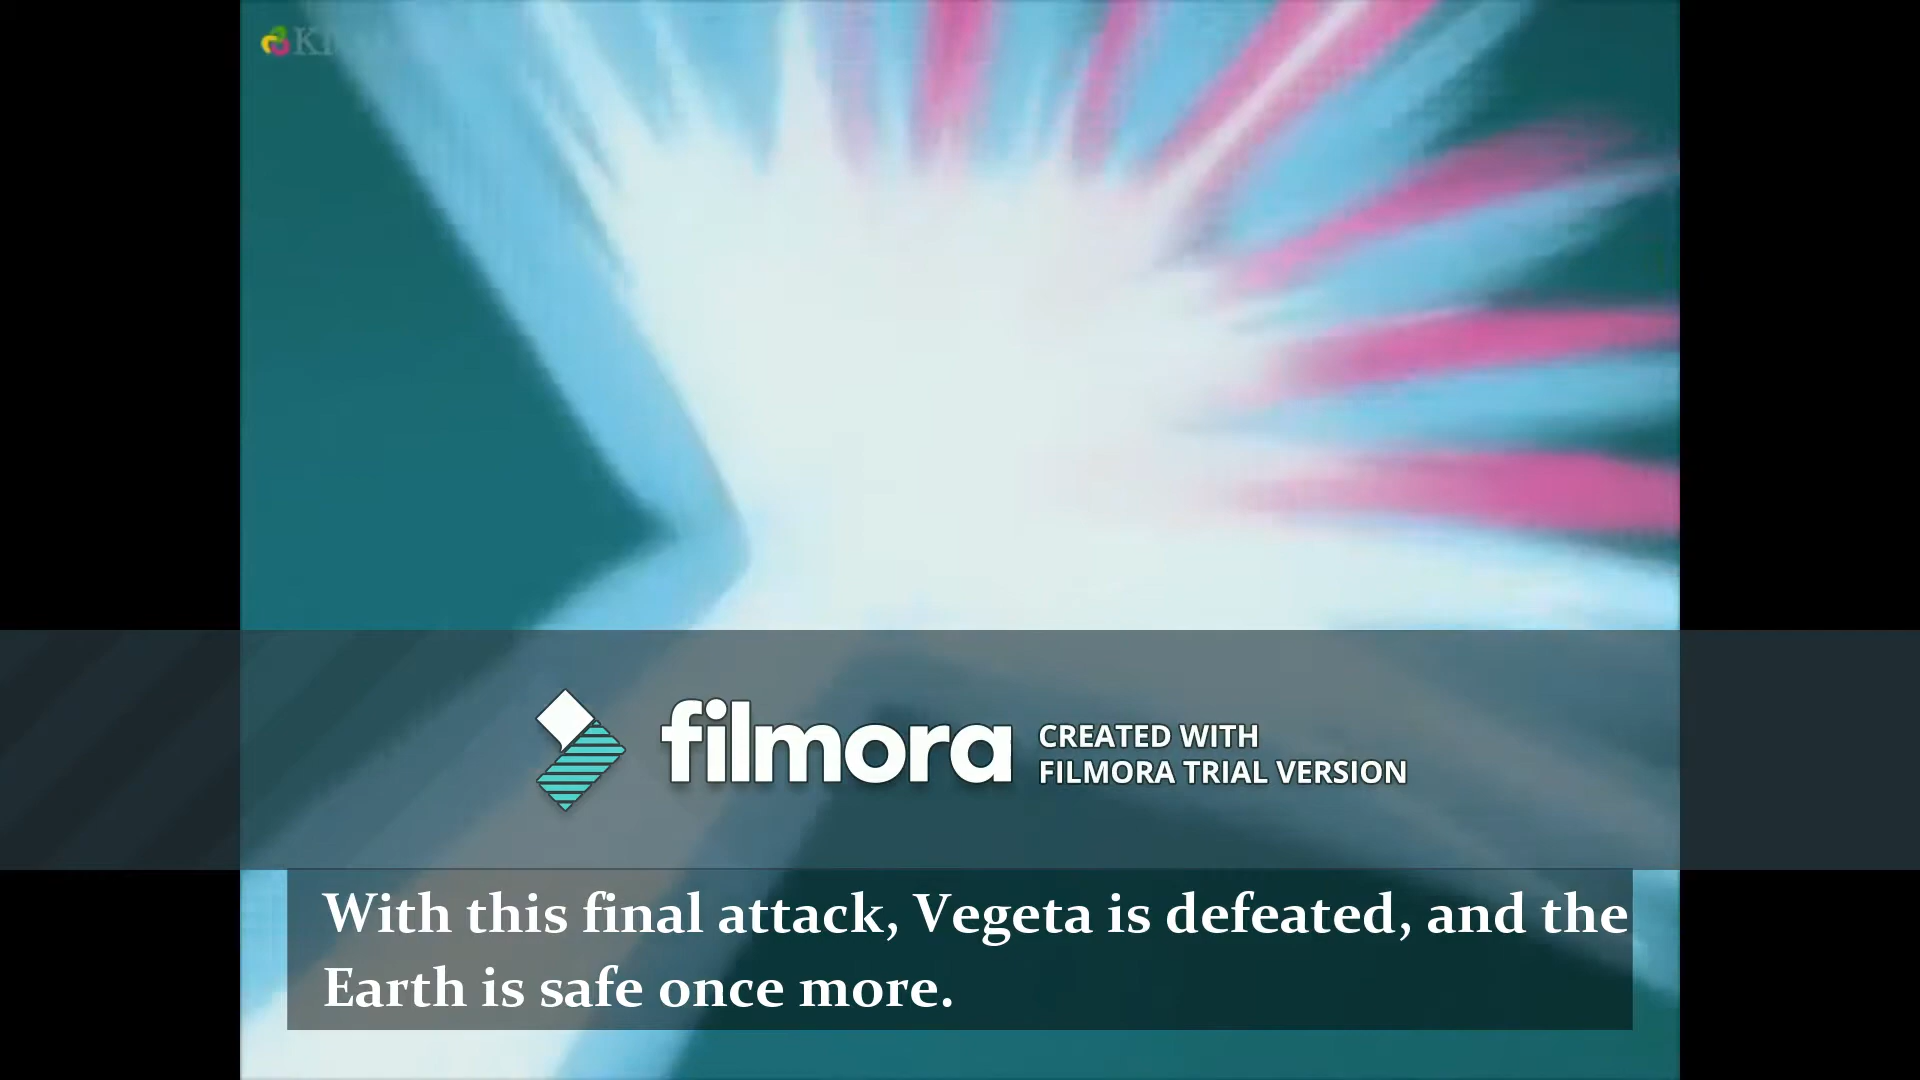 filmora
CREATED WITH
FILMORA TRIAL VERSION
With this final attack, Vegeta is defeated, and the
Earth is safe once more.